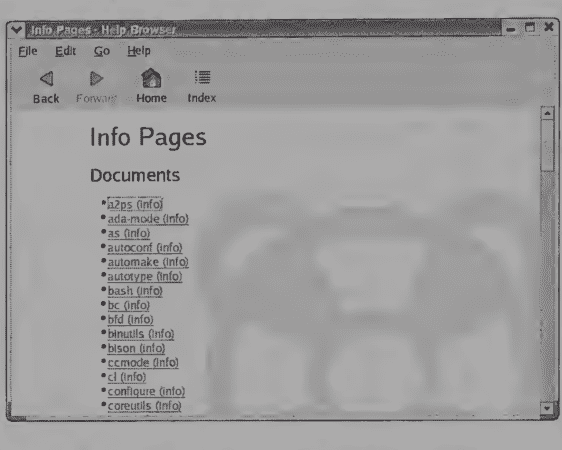 Info Pages - Help Browser
File Edit Go Help
Back Forward Home Index
Info Pages
Documents
a2ps (info)
ada-mode (info)
as (info)
autoconf (info)
automake (info)
autotype (info)
bash (info)
bc (info)
bfd (info)
binutils (info)
bison (info)
ccmode (info)
cl (info)
configure (info)
coreutils (info)